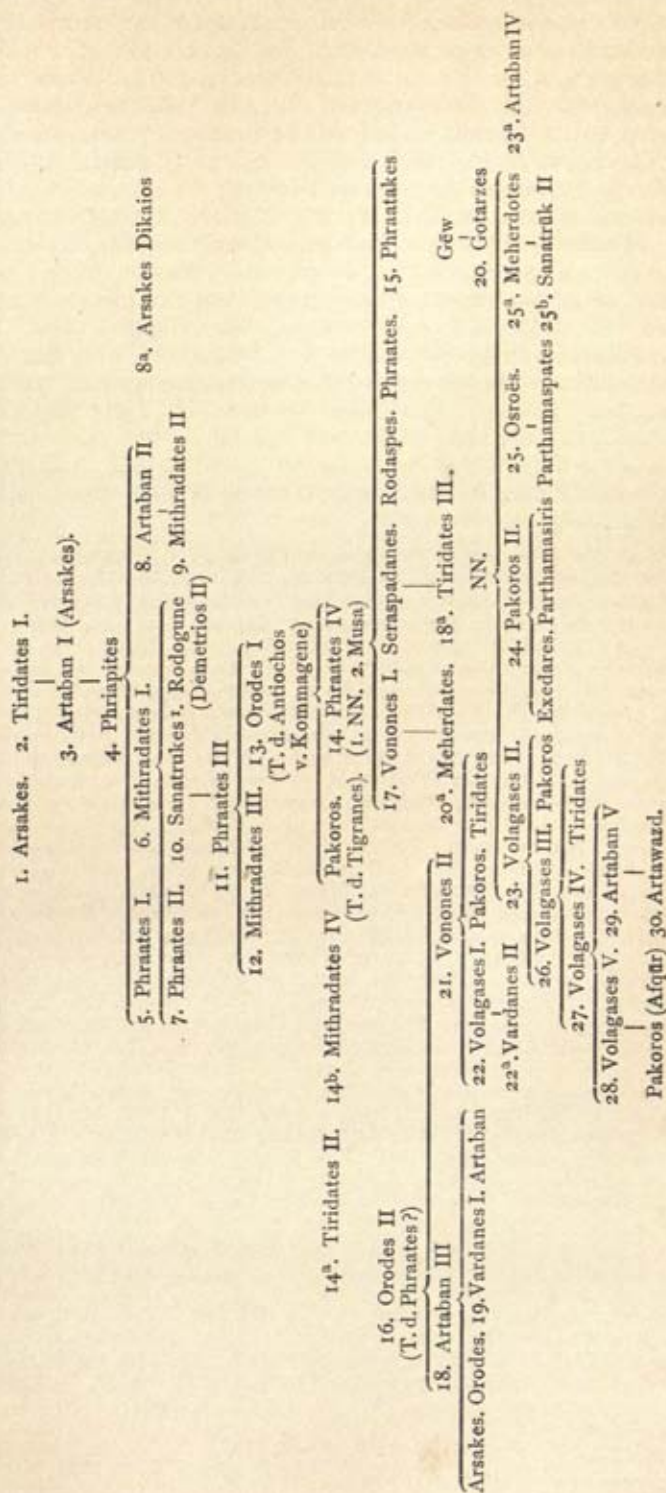 1. Arsakes. 2. Tiridates I.
3. Artaban I (Arsakes).
4. Phriapites
5. Phraates I. 6. Mithradates I. 8. Artaban II 8ª. Arsakes Dikaios
7. Phraates II. 10. Sanatrukes¹. Rodogune 9. Mithradates II
(Demetrios II)
11. Phraates III
12. Mithradates III. 13. Orodes I
(T. d. Antiochos
v. Kommagene)
14ª. Tiridates II. 14b. Mithradates IV Pakoros. 14. Phraates IV
(T. d. Tigranes). (1. NN. 2. Musa)
16. Orodes II 17. Vonones I. Seraspadanes. Rodaspes. Phraates. 15. Phraatakes
(T. d. Phraates?)
18. Artaban III 21. Vonones II 20ª. Meherdates. 18ª. Tiridates III. Gēw
Arsakes. Orodes. 19. Vardanes I. Artaban 22. Volagases I. Pakoros. Tiridates NN. 20. Gotarzes
22ª. Vardanes II 23. Volagases II. 24. Pakoros II. 25. Osroës. 25ª. Meherdotes 23ª. Artaban IV
26. Volagases III. Pakoros Exedares. Parthamasiris Parthamaspates 25b. Sanatrūk II
27. Volagases IV. Tiridates
28. Volagases V. 29. Artaban V
Pakoros (Afqūr) 30. Artawazd.